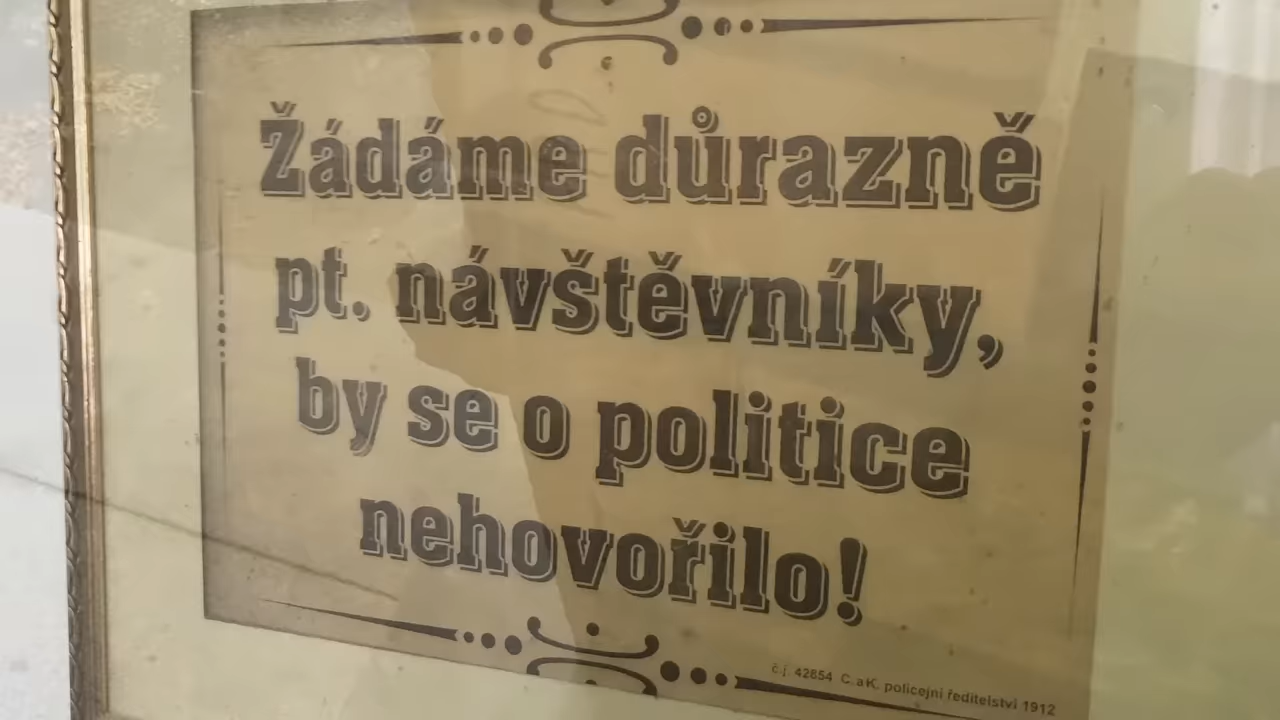 Žádáme důrazně
pt. návštěvníky,
by se o politice
nehovořilo!
č.j. 42854 C. a K. policejní ředitelství 1912